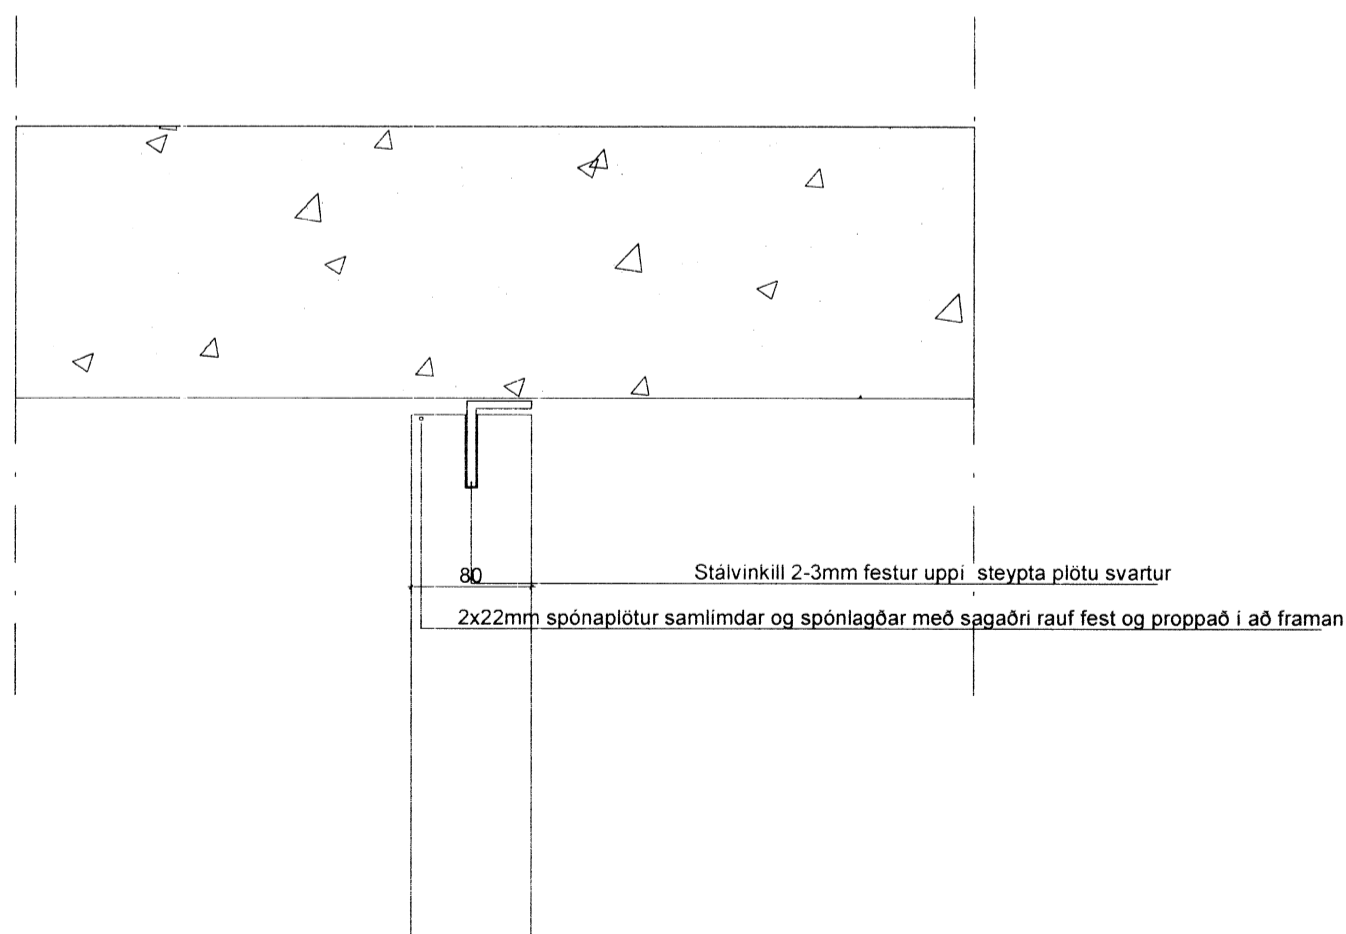 80 Stálvinkill 2-3mm festur uppí steypta plötu svartur
2x22mm spónaplötur samlímdar og spónlagðar með sagaðri rauf fest og proppað í að framan